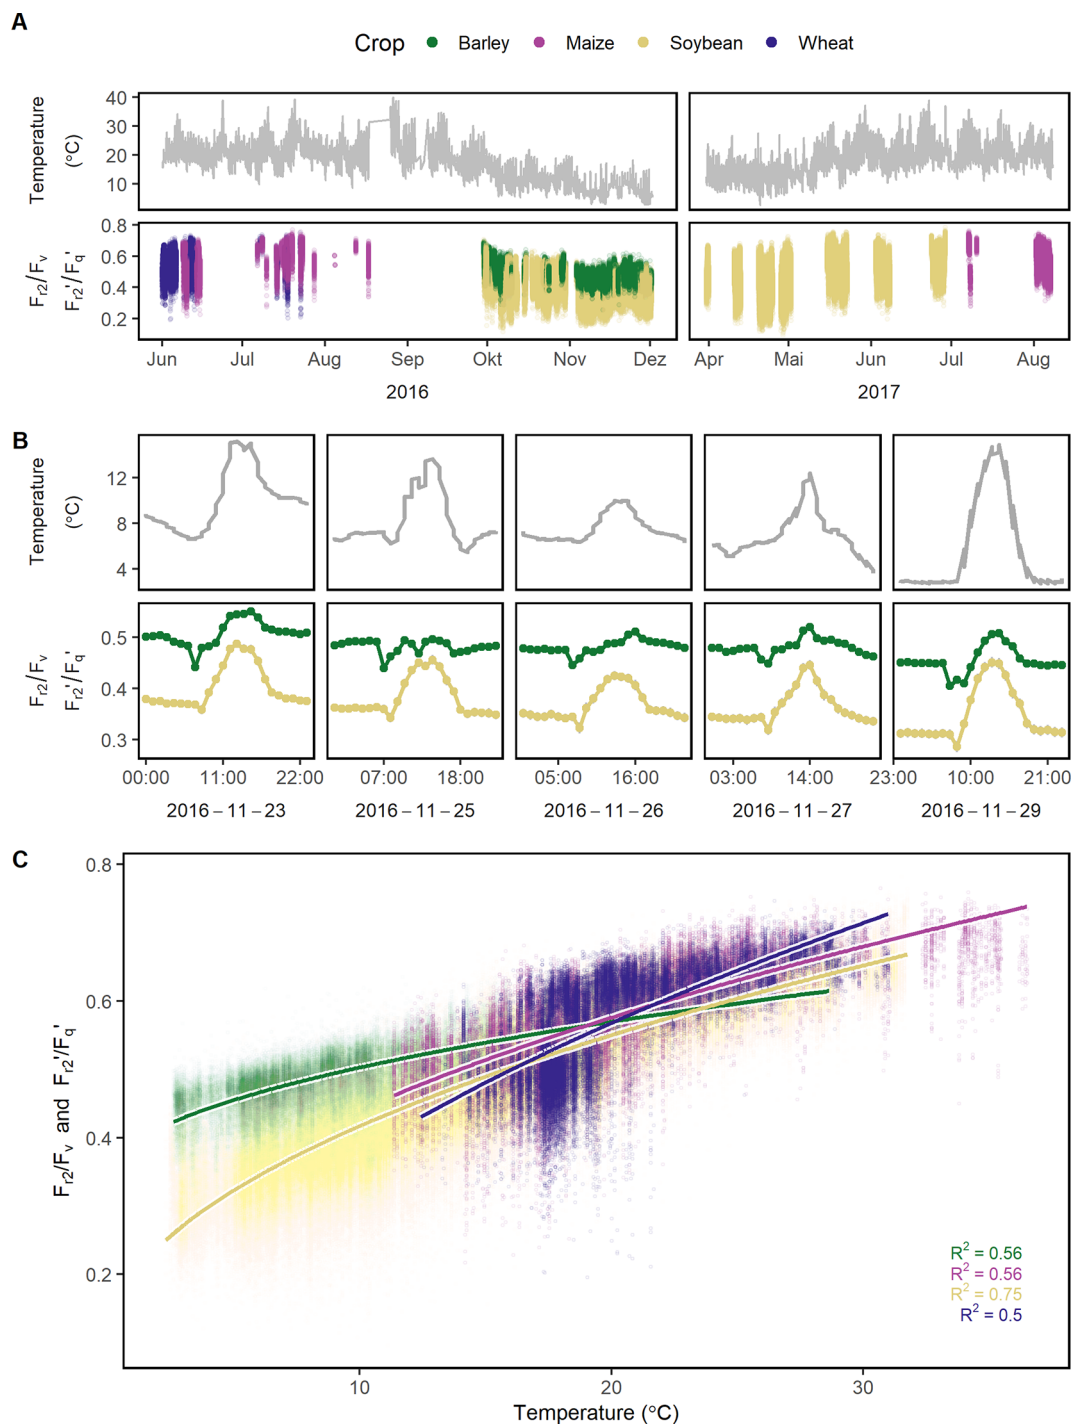 A
Crop Barley Maize Soybean Wheat
Temperature
(°C)
40
30
20
10
Fr2/Fv
Fr2'/Fq'
0.8
0.6
0.4
0.2
Jun Jul Aug Sep Okt Nov Dez Apr Mai Jun Jul Aug
2016 2017
B
Temperature
(°C)
12
8
4
Fr2/Fv
Fr2'/Fq'
0.5
0.4
0.3
00:00 11:00 22:00 07:00 18:00 05:00 16:00 03:00 14:00 23:00 10:00 21:00
2016–11–23 2016–11–25 2016–11–26 2016–11–27 2016–11–29
C
Fr2/Fv and Fr2'/Fq'
0.8
0.6
0.4
0.2
R² = 0.56
R² = 0.56
R² = 0.75
R² = 0.5
10 20 30
Temperature (°C)